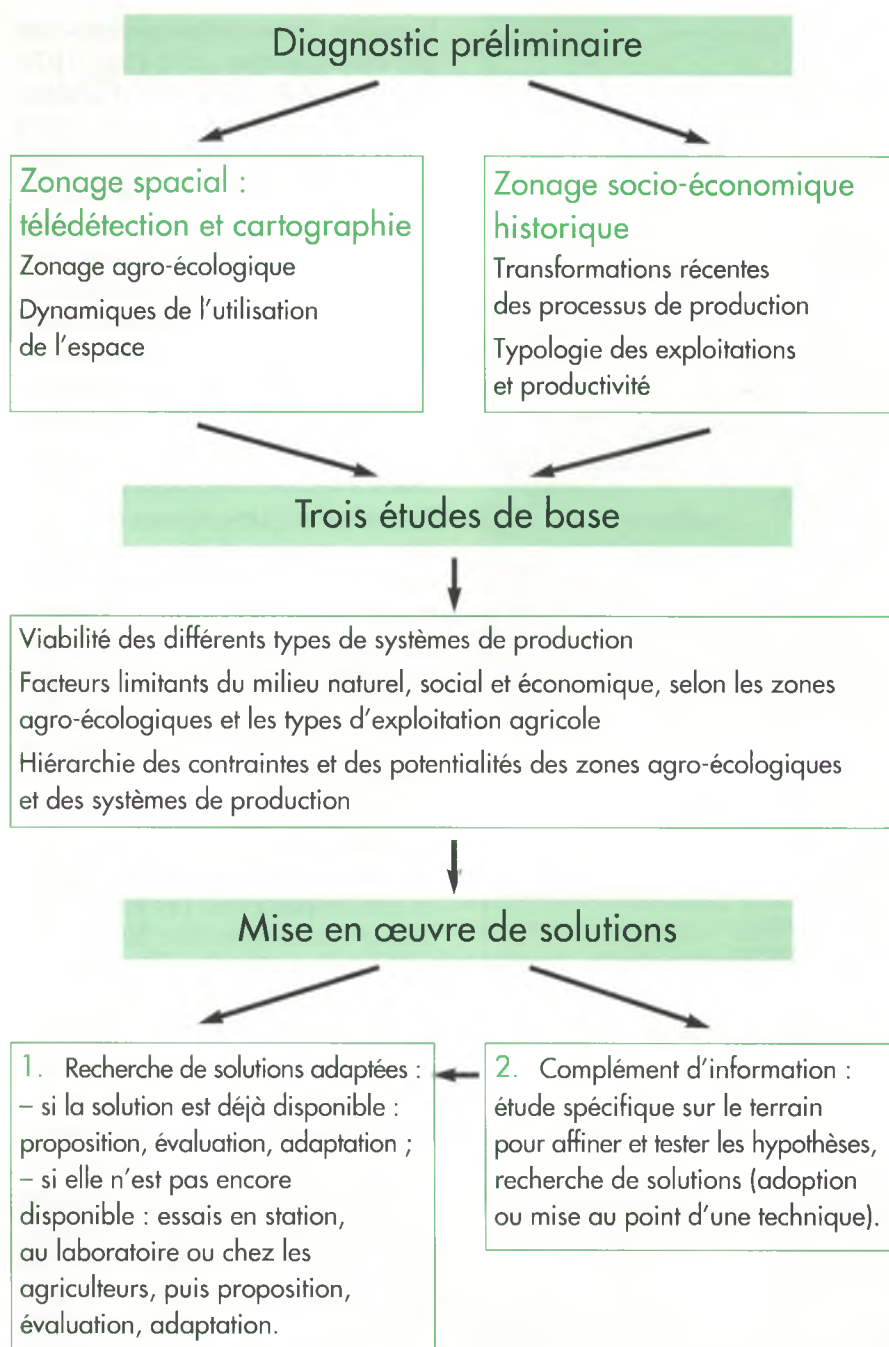 Diagnostic préliminaire
Zonage spacial :
télédétection et cartographie
Zonage agro-écologique
Dynamiques de l'utilisation
de l'espace
Zonage socio-économique
historique
Transformations récentes
des processus de production
Typologie des exploitations
et productivité
Trois études de base
Viabilité des différents types de systèmes de production
Facteurs limitants du milieu naturel, social et économique, selon les zones
agro-écologiques et les types d'exploitation agricole
Hiérarchie des contraintes et des potentialités des zones agro-écologiques
et des systèmes de production
Mise en œuvre de solutions
1. Recherche de solutions adaptées :
– si la solution est déjà disponible :
proposition, évaluation, adaptation ;
– si elle n'est pas encore
disponible : essais en station,
au laboratoire ou chez les
agriculteurs, puis proposition,
évaluation, adaptation.
2. Complément d'information :
étude spécifique sur le terrain
pour affiner et tester les hypothèses,
recherche de solutions (adoption
ou mise au point d'une technique).